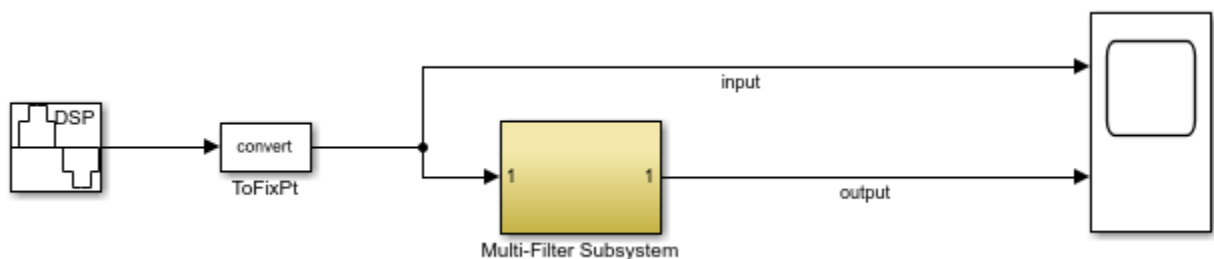 input
DSP
convert
ToFixPt
1
1
output
Multi-Filter Subsystem